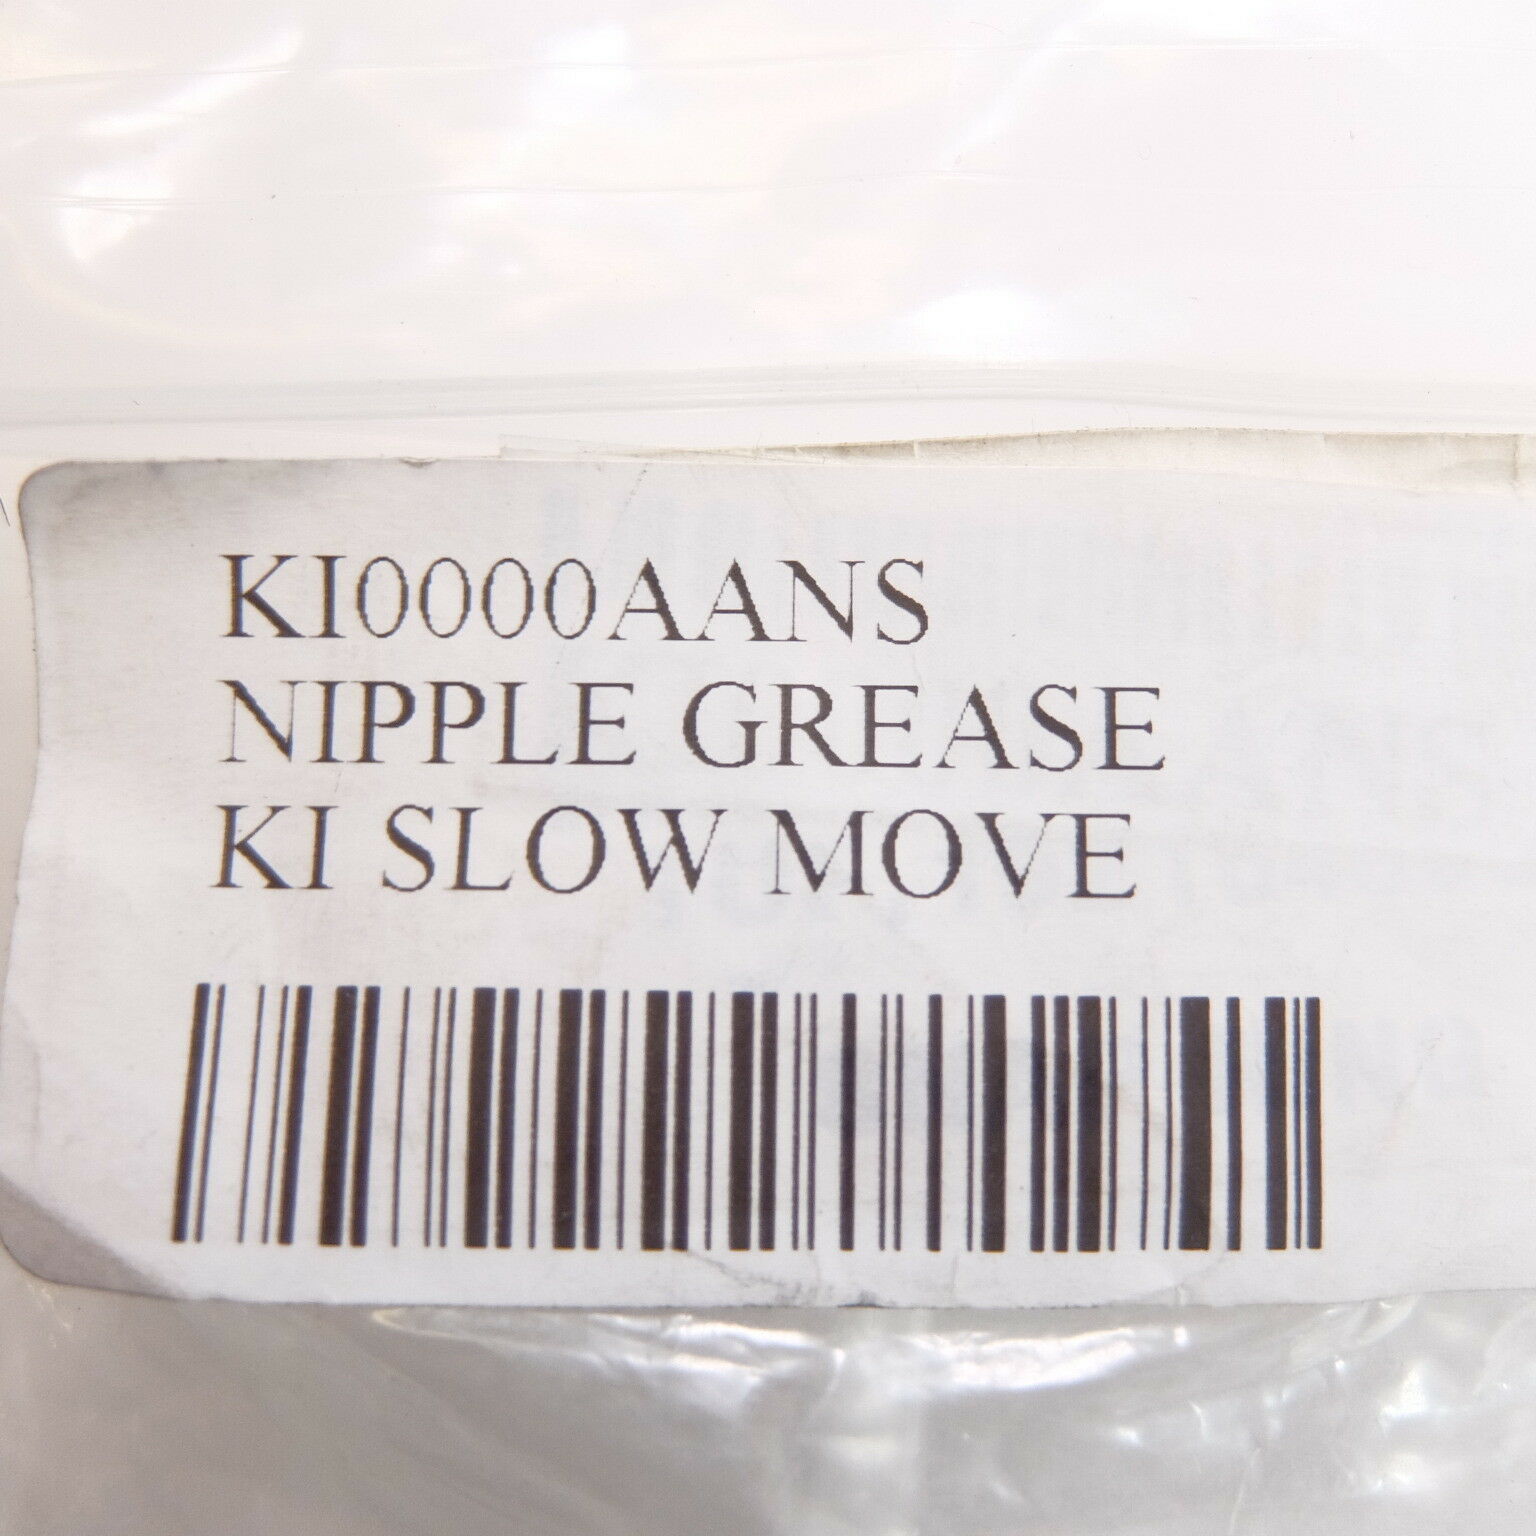 KI0000AANS
NIPPLE GREASE
KI SLOW MOVE